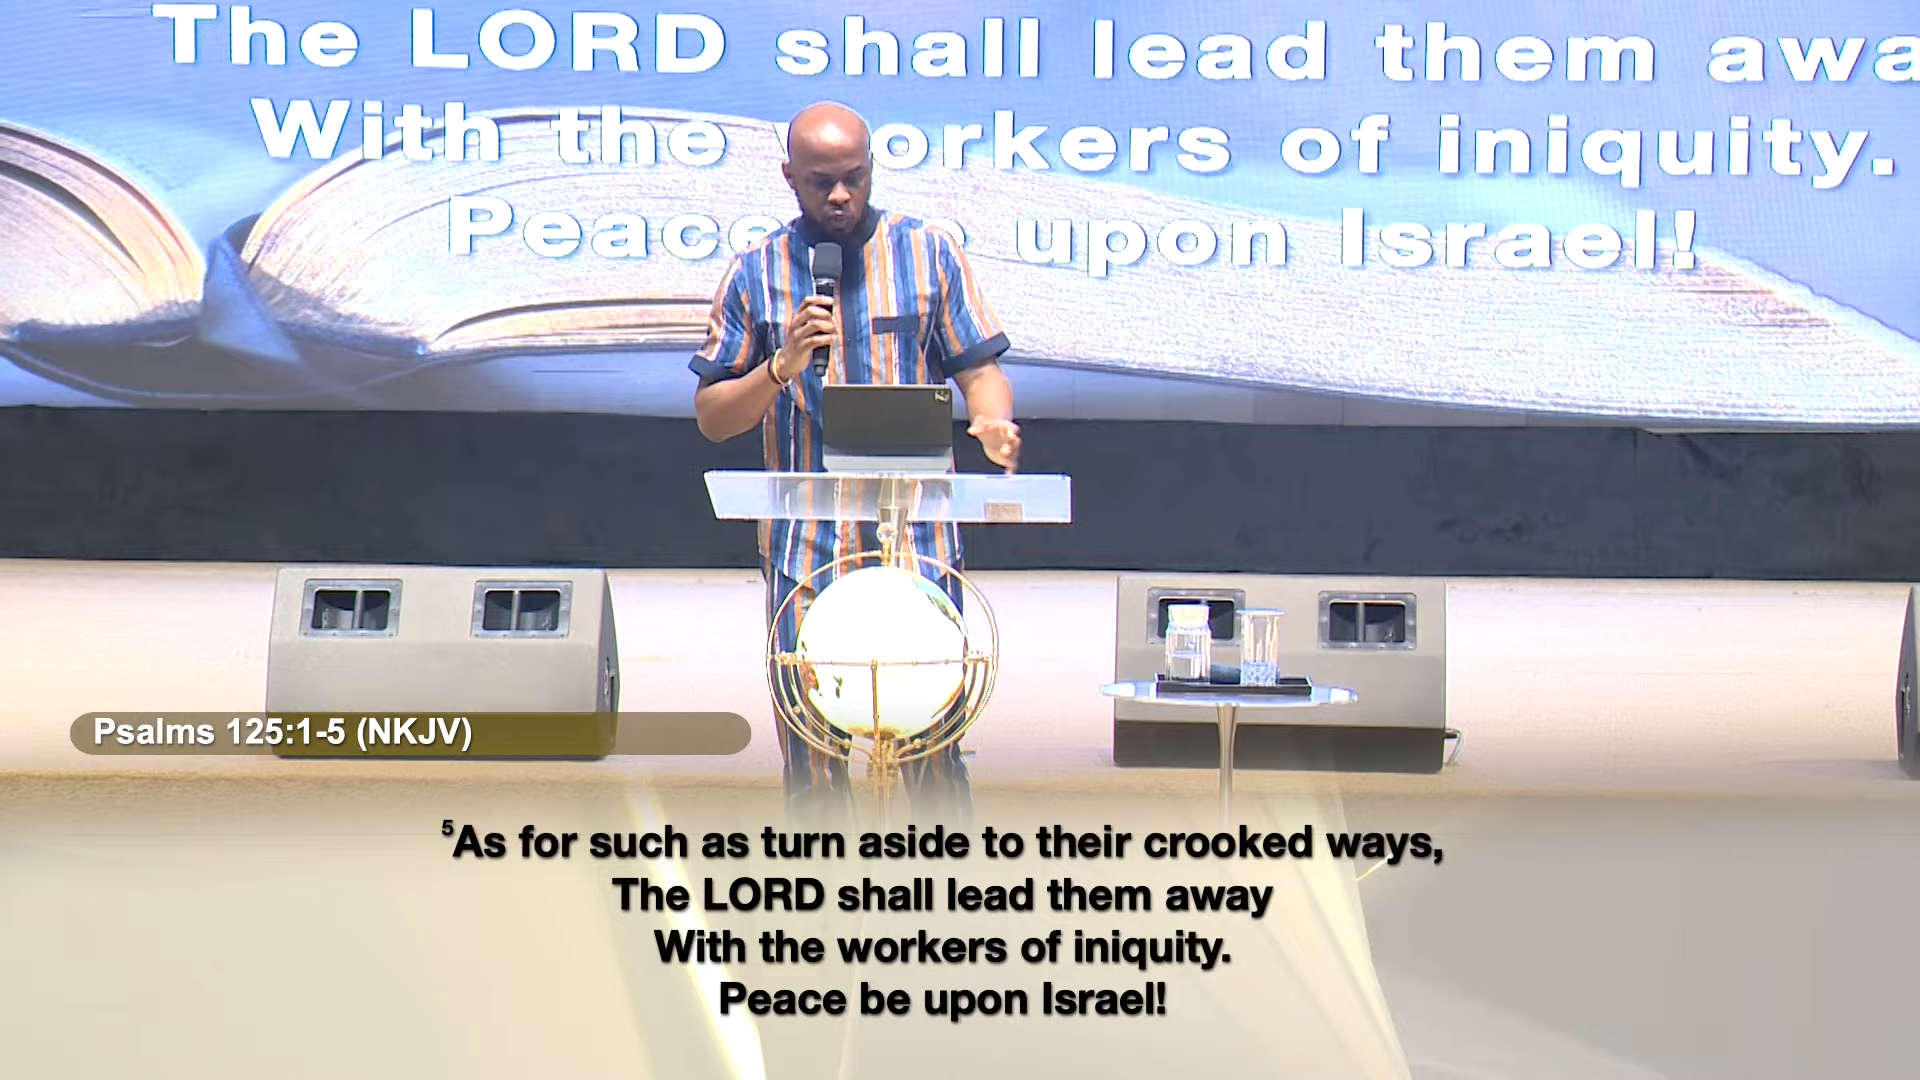 The LORD shall lead them awa
With the workers of iniquity.
Peace upon Israel!
Psalms 125:1-5 (NKJV)
5As for such as turn aside to their crooked ways,
The LORD shall lead them away
With the workers of iniquity.
Peace be upon Israel!